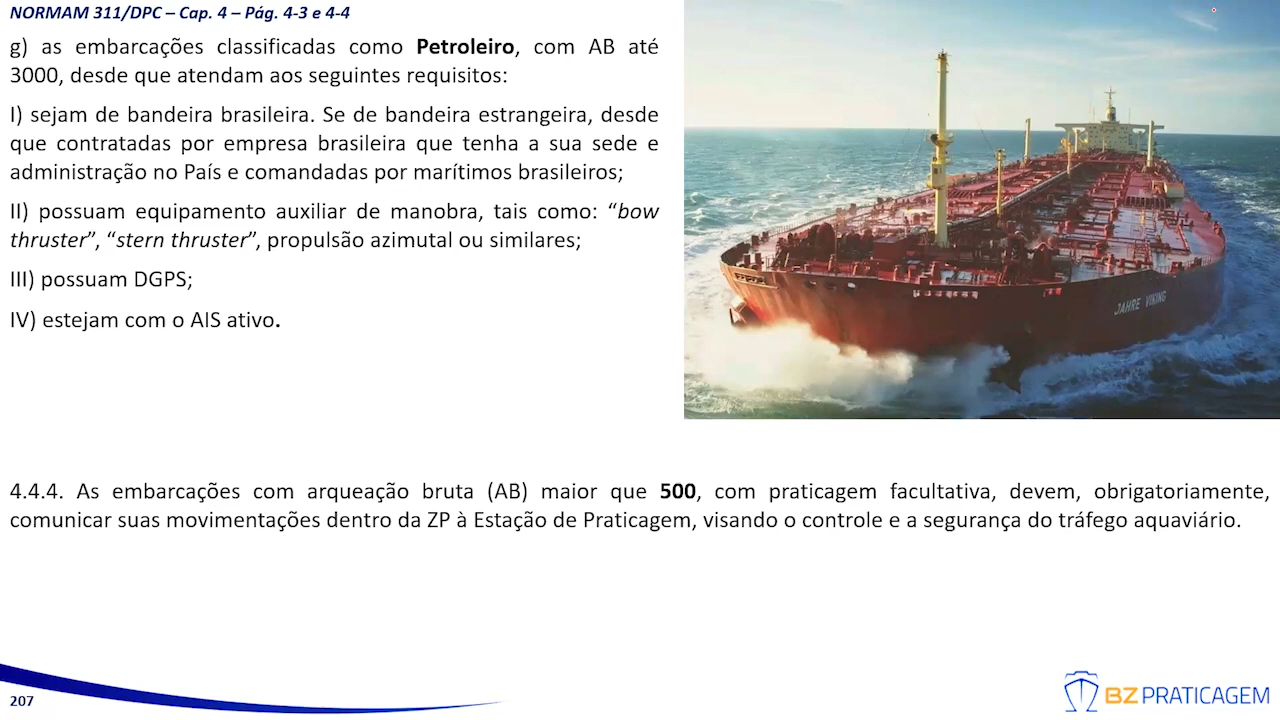 NORMAM 311/DPC – Cap. 4 – Pág. 4-3 e 4-4
g) as embarcações classificadas como Petroleiro, com AB até
3000, desde que atendam aos seguintes requisitos:
I) sejam de bandeira brasileira. Se de bandeira estrangeira, desde
que contratadas por empresa brasileira que tenha a sua sede e
administração no País e comandadas por marítimos brasileiros;
II) possuam equipamento auxiliar de manobra, tais como: “bow
thruster”, “stern thruster”, propulsão azimutal ou similares;
III) possuam DGPS;
IV) estejam com o AIS ativo.
JAHRE VIKING
4.4.4. As embarcações com arqueação bruta (AB) maior que 500, com praticagem facultativa, devem, obrigatoriamente,
comunicar suas movimentações dentro da ZP à Estação de Praticagem, visando o controle e a segurança do tráfego aquaviário.
207
BZPRATICAGEM